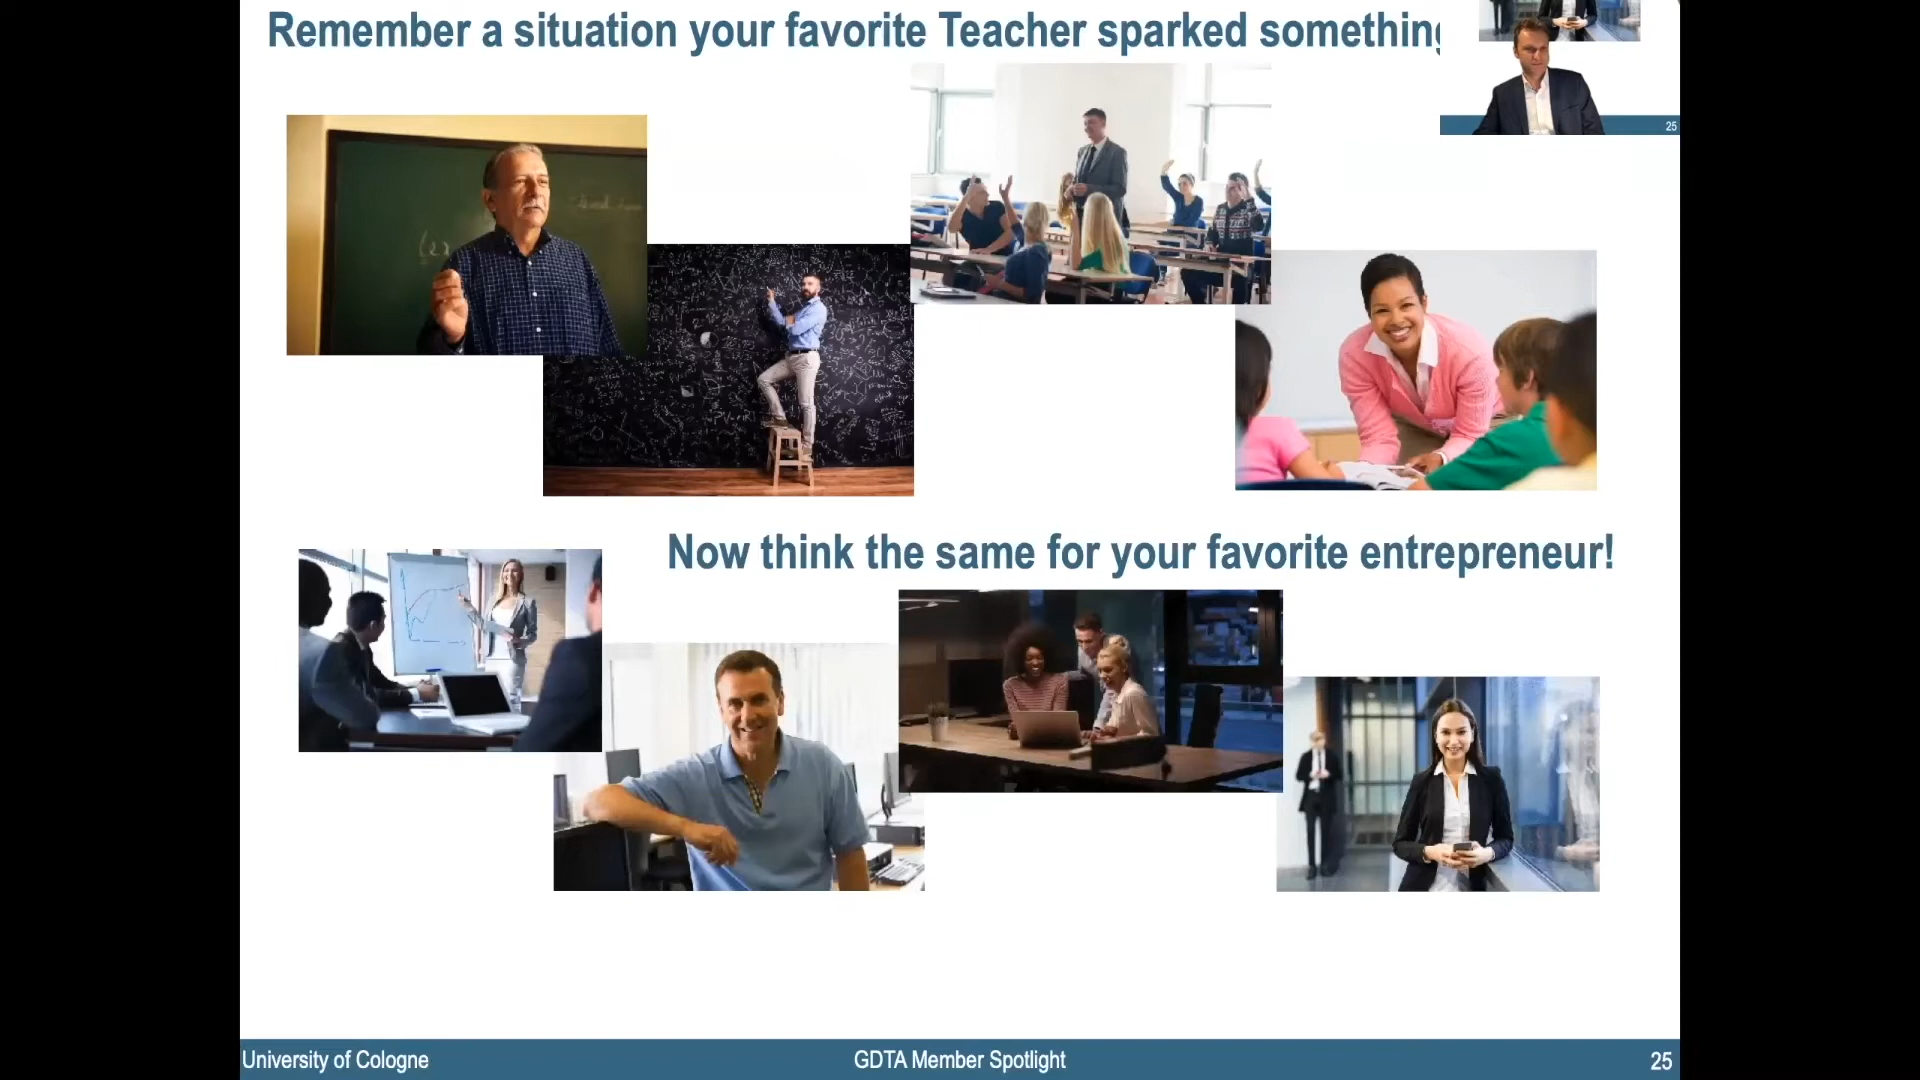 Remember a situation your favorite Teacher sparked something
25
Now think the same for your favorite entrepreneur!
University of Cologne
GDTA Member Spotlight
25